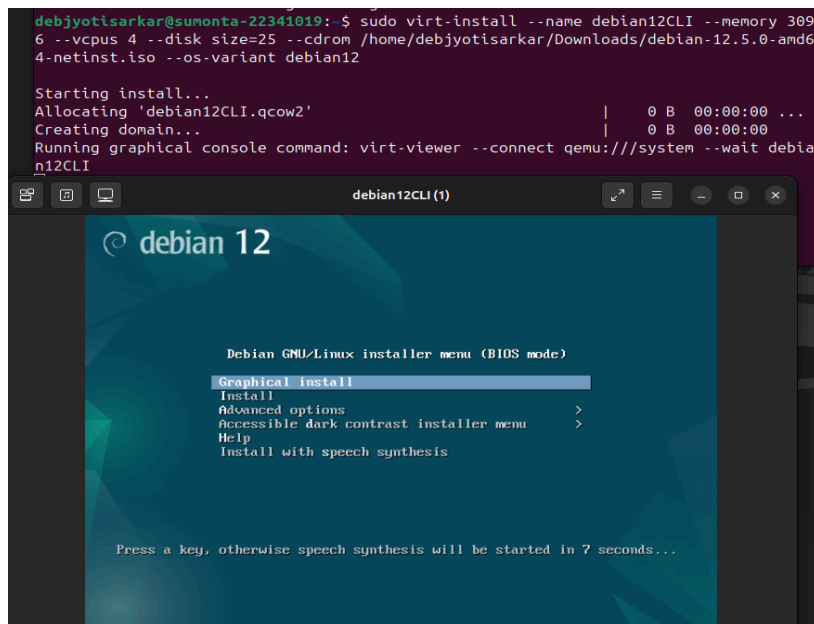 debjyotisarkar@sumonta-22341019:~$ sudo virt-install --name debian12CLI --memory 309
6 --vcpus 4 --disk size=25 --cdrom /home/debjyotisarkar/Downloads/debian-12.5.0-amd6
4-netinst.iso --os-variant debian12
Starting install...
Allocating 'debian12CLI.qcow2' | 0 B 00:00:00 ...
Creating domain... | 0 B 00:00:00
Running graphical console command: virt-viewer --connect qemu:///system --wait debia
n12CLI
debian12CLI (1)
debian 12
Debian GNU/Linux installer menu (BIOS mode)
Graphical install
Install
Advanced options >
Accessible dark contrast installer menu >
Help
Install with speech synthesis
Press a key, otherwise speech synthesis will be started in 7 seconds...